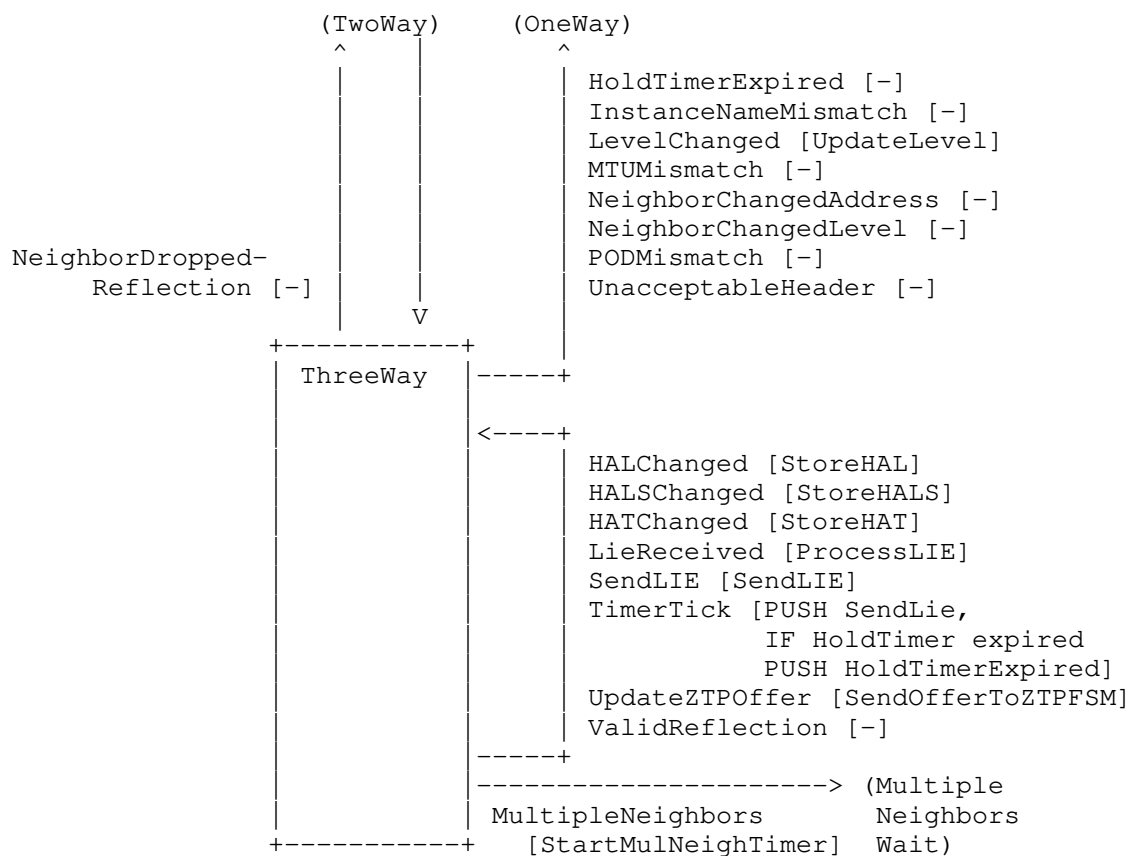 (TwoWay) (OneWay)
HoldTimerExpired [-]
InstanceNameMismatch [-]
LevelChanged [UpdateLevel]
MTUMismatch [-]
NeighborChangedAddress [-]
NeighborChangedLevel [-]
NeighborDropped- PODMismatch [-]
Reflection [-] UnacceptableHeader [-]
V
ThreeWay
HALChanged [StoreHAL]
HALSChanged [StoreHALS]
HATChanged [StoreHAT]
LieReceived [ProcessLIE]
SendLIE [SendLIE]
TimerTick [PUSH SendLie,
IF HoldTimer expired
PUSH HoldTimerExpired]
UpdateZTPOffer [SendOfferToZTPFSM]
ValidReflection [-]
(Multiple
MultipleNeighbors Neighbors
[StartMulNeighTimer] Wait)